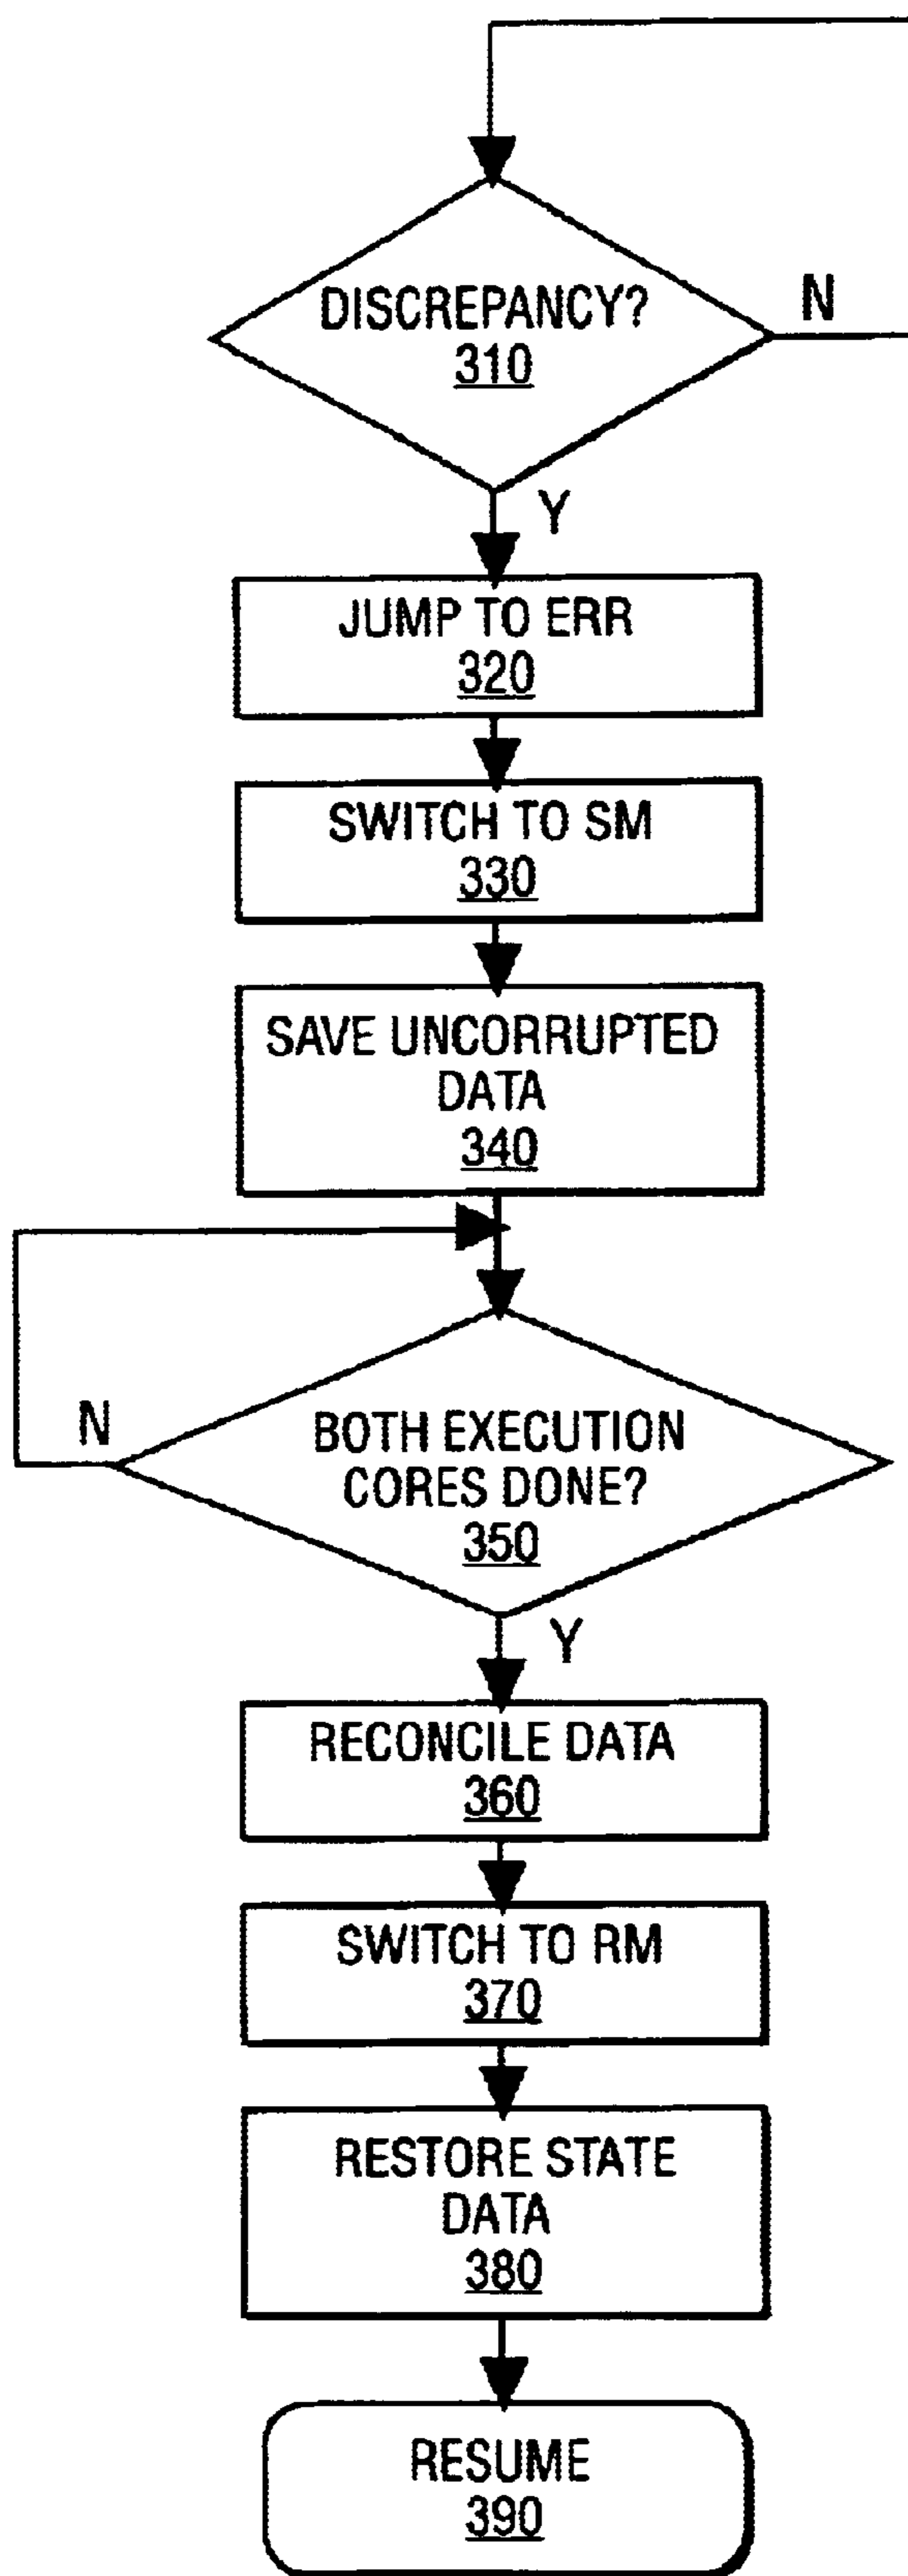 DISCREPANCY?
310
N
Y
JUMP TO ERR
320
SWITCH TO SM
330
SAVE UNCORRUPTED
DATA
340
N
BOTH EXECUTION
CORES DONE?
350
Y
RECONCILE DATA
360
SWITCH TO RM
370
RESTORE STATE
DATA
380
RESUME
390